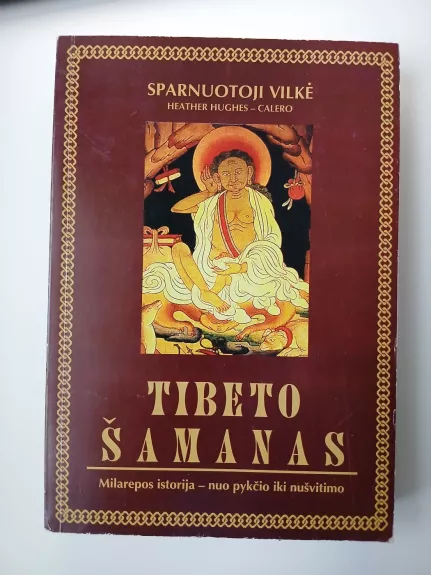 SPARNUOTOJI VILKĖ
HEATHER HUGHES – CALERO
TIBETO
ŠAMANAS
Milarepos istorija – nuo pykčio iki nušvitimo